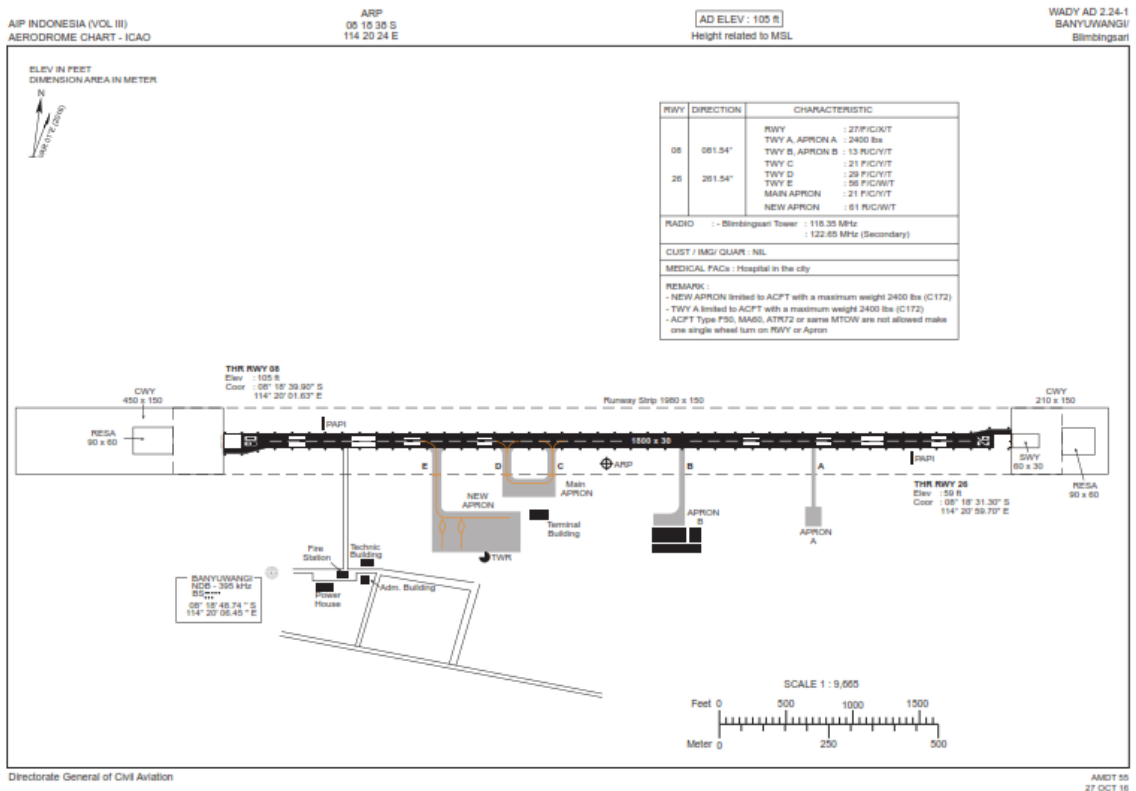 AIP INDONESIA (VOL III)
AERODROME CHART - ICAO
ARP
08 18 38 S
114 20 24 E
AD ELEV : 105 ft
Height related to MSL
WADY AD 2.24-1
BANYUWANGI/
Blimbingsari
ELEV IN FEET
DIMENSION AREA IN METER
N
RWY DIRECTION CHARACTERISTIC
08 081.54°
26 261.54°
RWY : 27/F/C/X/T
TWY A, APRON A : 2400 lbs
TWY B, APRON B : 13 R/C/Y/T
TWY C : 21 F/C/Y/T
TWY D : 29 F/C/Y/T
TWY E : 56 F/C/W/T
MAIN APRON : 21 F/C/Y/T
NEW APRON : 61 R/C/W/T
RADIO : - Blimbingsari Tower : 118.35 MHz
: 122.65 MHz (Secondary)
CUST / IMG/ QUAR : NIL
MEDICAL FACs : Hospital in the city
REMARK :
- NEW APRON limited to ACFT with a maximum weight 2400 lbs (C172)
- TWY A limited to ACFT with a maximum weight 2400 lbs (C172)
- ACFT Type F50, MA60, ATR72 or same MTOW are not allowed make
one single wheel turn on RWY or Apron
THR RWY 08
Elev : 105 ft
Coor : 08° 18' 39.90" S
114° 20' 01.63" E
CWY
450 x 150
Runway Strip 1980 x 150
CWY
210 x 150
RESA
90 x 60
PAPI
08
1800 x 30
26
E
D
C
ARP
B
A
PAPI
SWY
60 x 30
RESA
90 x 60
THR RWY 26
Elev : 59 ft
Coor : 08° 18' 31.30" S
114° 20' 59.70" E
NEW
APRON
Main
APRON
Terminal
Building
APRON
B
APRON
A
TWR
Fire
Station
Technic
Building
Adm. Building
Power
House
BANYUWANGI
NDB - 395 kHz
BS
08° 18' 48.74 " S
114° 20' 06.45 " E
SCALE 1 : 9,665
Feet 0 500 1000 1500
Meter 0 250 500
Directorate General of Civil Aviation
AMDT 55
27 OCT 16